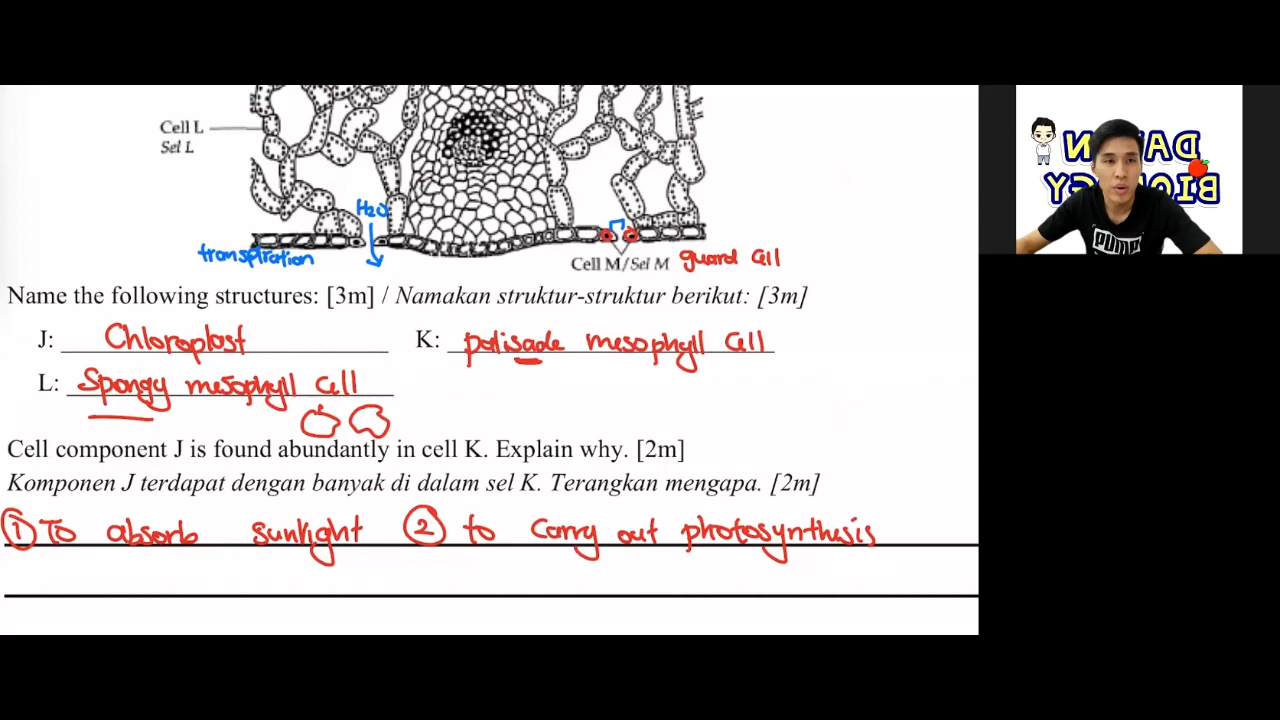 Cell L
Sel L
H2O
transpiration
Cell M/Sel M guard cell
Name the following structures: [3m] / Namakan struktur-struktur berikut: [3m]
J: Chloroplast K: palisade mesophyll cell
L: Spongy mesophyll cell
Cell component J is found abundantly in cell K. Explain why. [2m]
Komponen J terdapat dengan banyak di dalam sel K. Terangkan mengapa. [2m]
① To absorb sunlight ② to carry out photosynthesis
PUMA